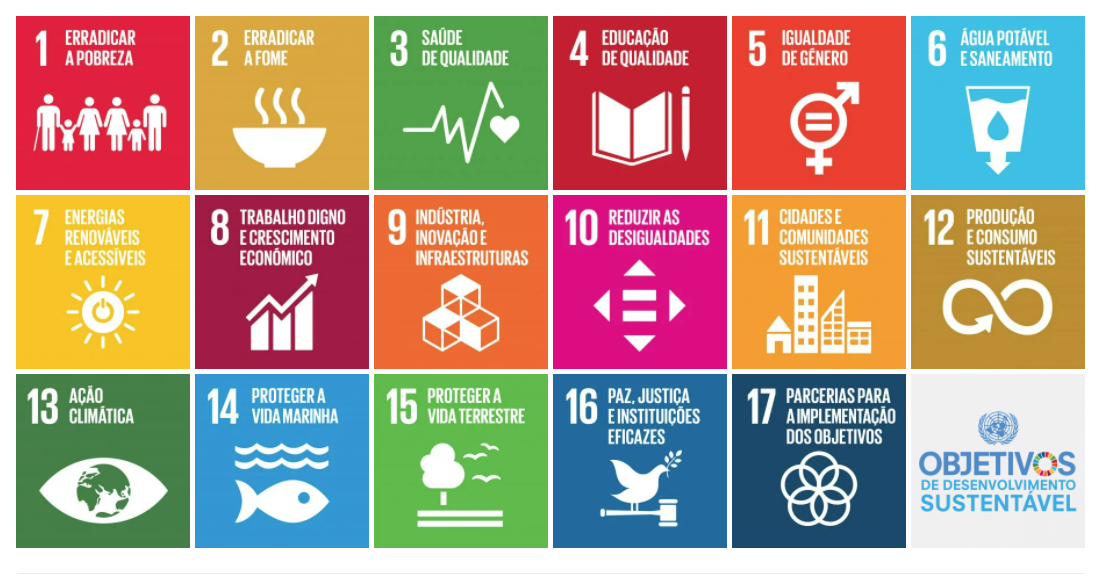 1 ERRADICAR
A POBREZA
2 ERRADICAR
A FOME
3 SAÚDE
DE QUALIDADE
4 EDUCAÇÃO
DE QUALIDADE
5 IGUALDADE
DE GÉNERO
6 ÁGUA POTÁVEL
E SANEAMENTO
7 ENERGIAS
RENOVÁVEIS
E ACESSÍVEIS
8 TRABALHO DIGNO
E CRESCIMENTO
ECONÓMICO
9 INDÚSTRIA,
INOVAÇÃO E
INFRAESTRUTURAS
10 REDUZIR AS
DESIGUALDADES
11 CIDADES E
COMUNIDADES
SUSTENTÁVEIS
12 PRODUÇÃO
E CONSUMO
SUSTENTÁVEIS
13 AÇÃO
CLIMÁTICA
14 PROTEGER A
VIDA MARINHA
15 PROTEGER A
VIDA TERRESTRE
16 PAZ, JUSTIÇA
E INSTITUIÇÕES
EFICAZES
17 PARCERIAS PARA
A IMPLEMENTAÇÃO
DOS OBJETIVOS
OBJETIVOS
DE DESENVOLVIMENTO
SUSTENTÁVEL